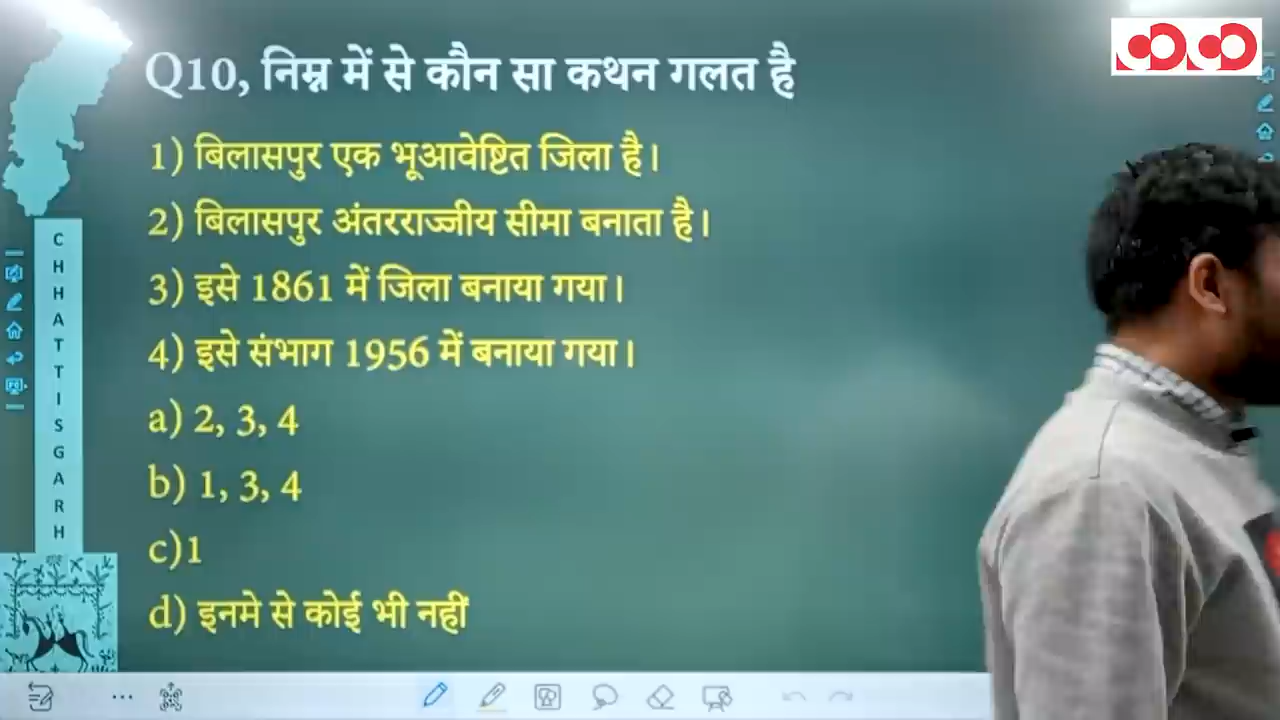 Q10, निम्न में से कौन सा कथन गलत है
1) बिलासपुर एक भूआवेष्टित जिला है।
2) बिलासपुर अंतरराज्जीय सीमा बनाता है।
3) इसे 1861 में जिला बनाया गया।
4) इसे संभाग 1956 में बनाया गया।
a) 2, 3, 4
b) 1, 3, 4
c)1
d) इनमे से कोई भी नहीं
CHHATTISGARH